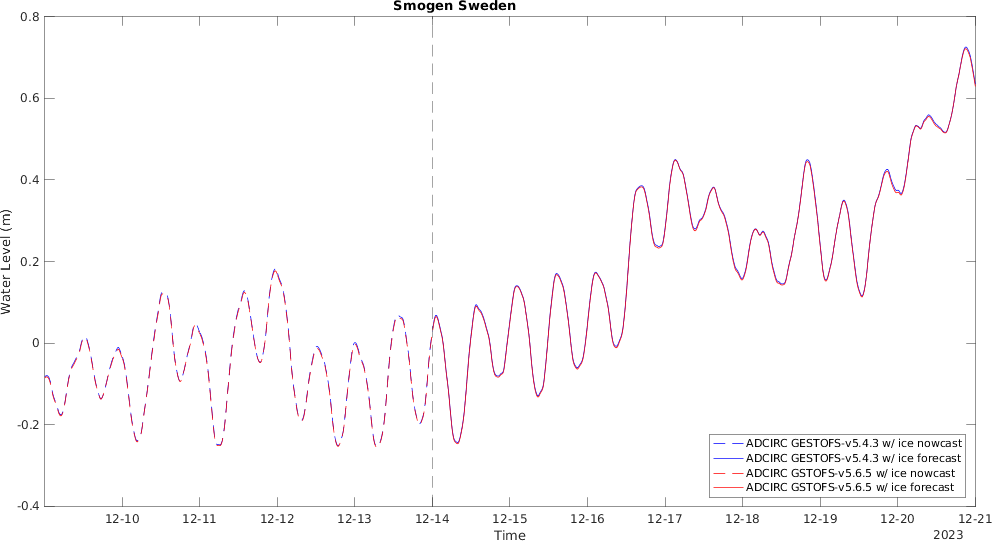 Smogen Sweden
0.8
0.6
0.4
0.2
0
-0.2
-0.4
Water Level (m)
12-10 12-11 12-12 12-13 12-14 12-15 12-16 12-17 12-18 12-19 12-20 12-21
2023
Time
ADCIRC GESTOFS-v5.4.3 w/ ice nowcast
ADCIRC GESTOFS-v5.4.3 w/ ice forecast
ADCIRC GSTOFS-v5.6.5 w/ ice nowcast
ADCIRC GSTOFS-v5.6.5 w/ ice forecast